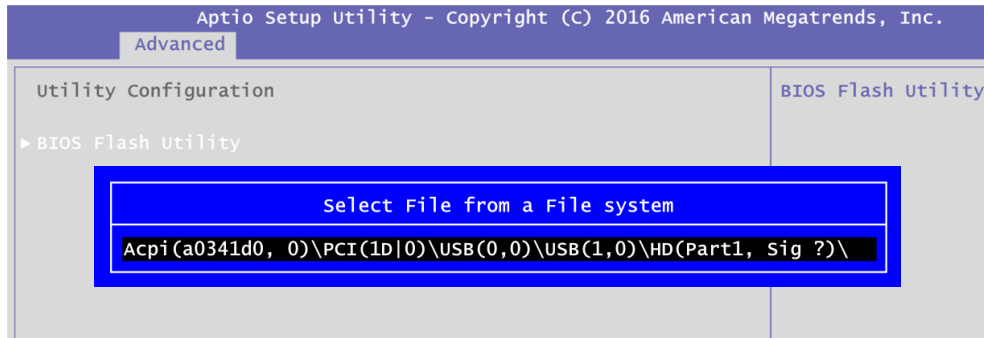 Aptio Setup Utility - Copyright (C) 2016 American Megatrends, Inc.
Advanced
Utility Configuration
BIOS Flash Utility
►BIOS Flash Utility
Select File from a File system
Acpi(a0341d0, 0)\PCI(1D|0)\USB(0,0)\USB(1,0)\HD(Part1, Sig ?)\